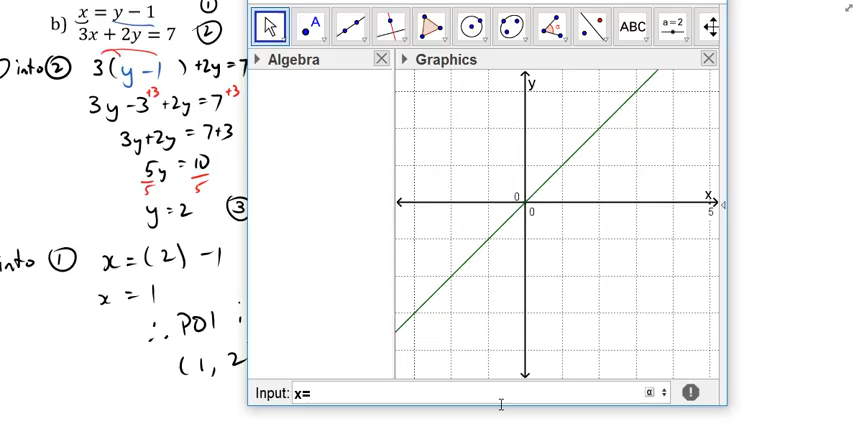 b) x = y − 1 ①
3x + 2y = 7 ②
into ② 3(y − 1) + 2y = 7
3y − 3 +3 + 2y = 7 +3
3y + 2y = 7 + 3
5y/5 = 10/5
y = 2 ③
into ① x = (2) − 1
x = 1
∴ POI :
(1, 2
A
ABC
a=2
Algebra
Graphics
y
0
0
x
5
Input: x=
α